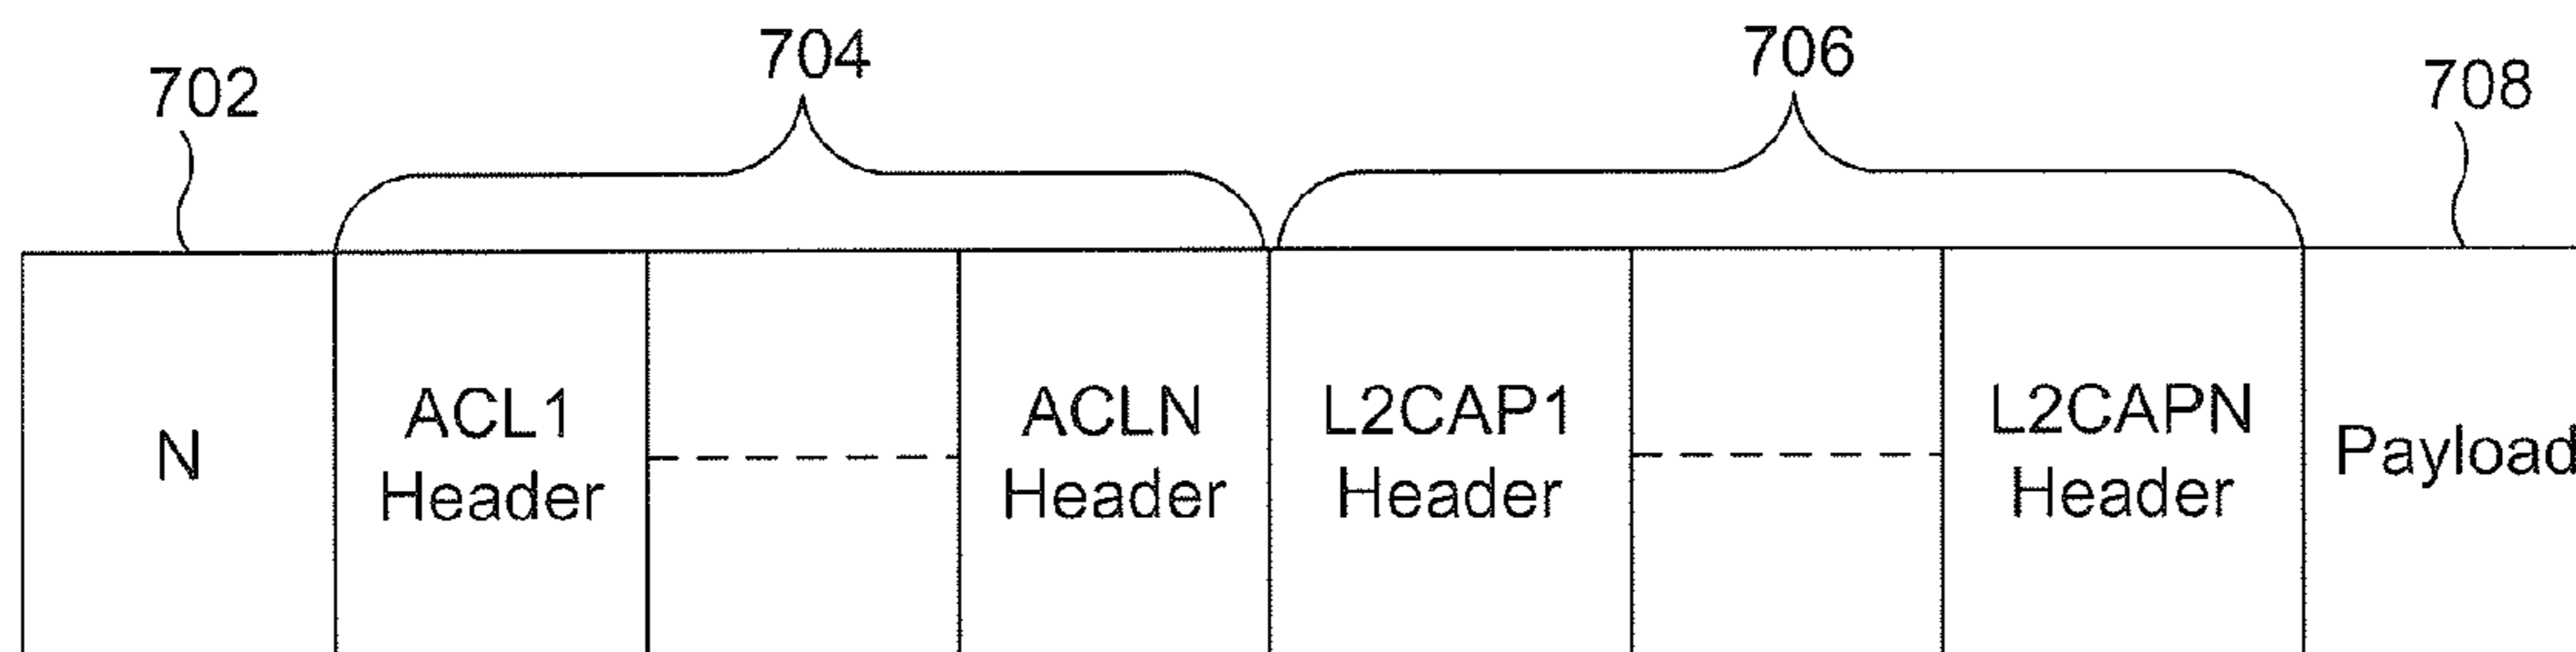 702
704
706
708
N
ACL1
Header
ACLN
Header
L2CAP1
Header
L2CAPN
Header
Payload